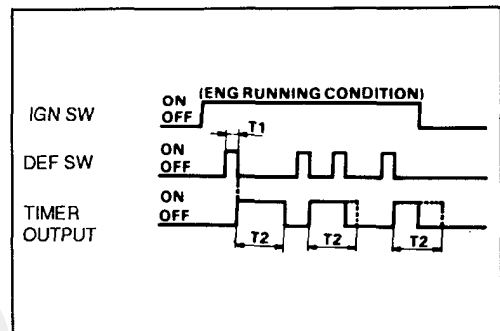 (ENG RUNNING CONDITION)
IGN SW ON
OFF
T1
DEF SW ON
OFF
TIMER OUTPUT ON
OFF
T2 T2 T2